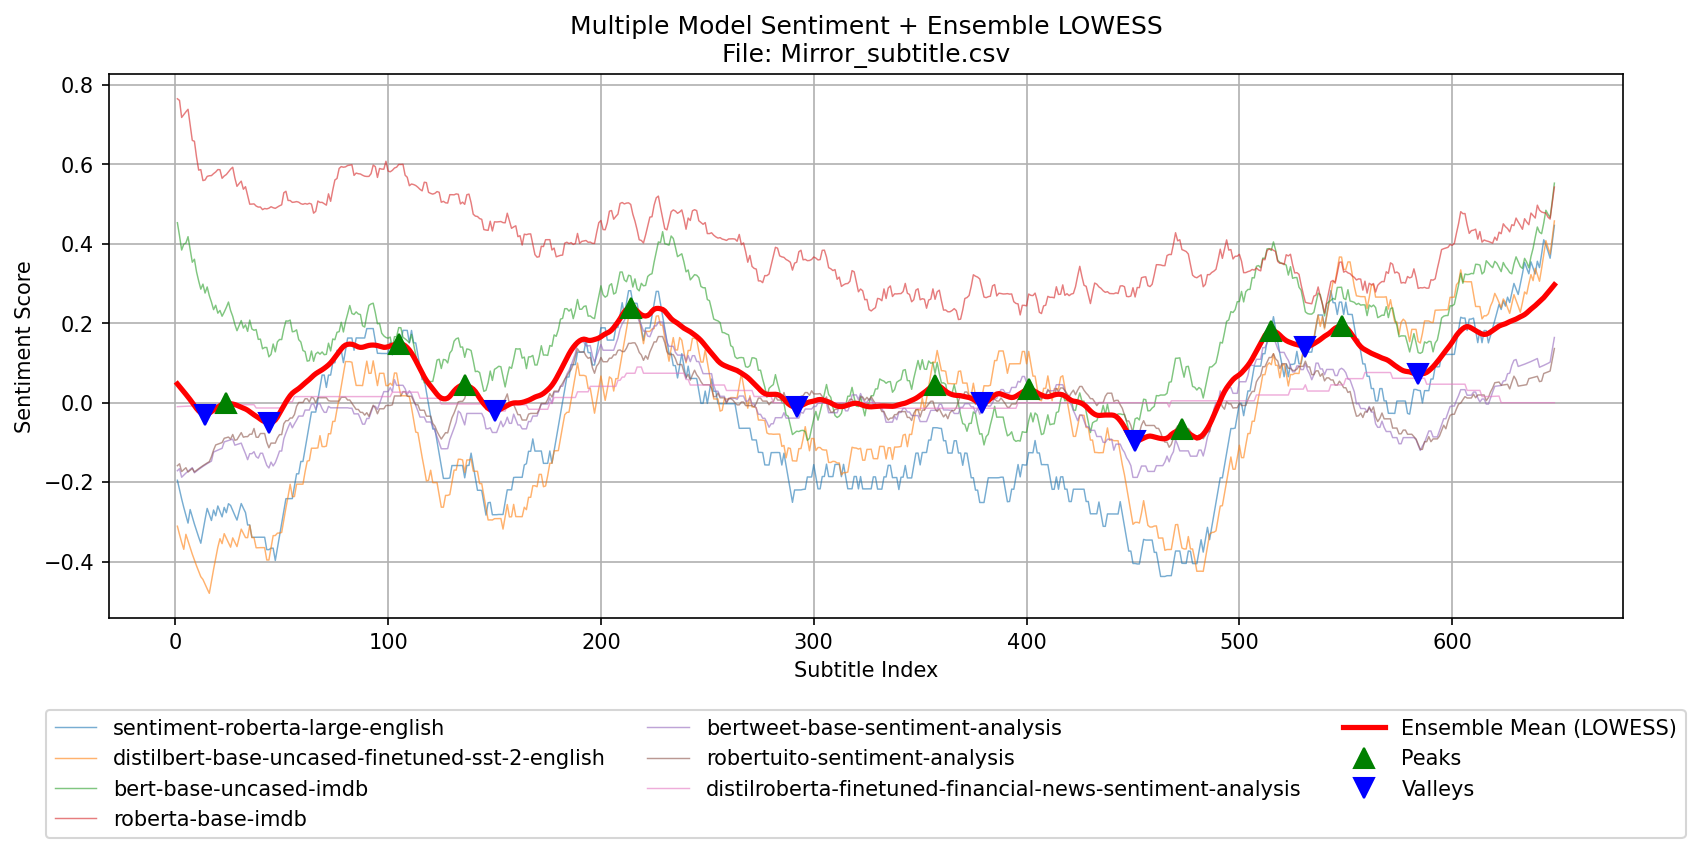 Multiple Model Sentiment + Ensemble LOWESS
File: Mirror_subtitle.csv
Sentiment Score
0.8
0.6
0.4
0.2
0.0
−0.2
−0.4
0 100 200 300 400 500 600
Subtitle Index
sentiment-roberta-large-english
distilbert-base-uncased-finetuned-sst-2-english
bert-base-uncased-imdb
roberta-base-imdb
bertweet-base-sentiment-analysis
robertuito-sentiment-analysis
distilroberta-finetuned-financial-news-sentiment-analysis
Ensemble Mean (LOWESS)
Peaks
Valleys